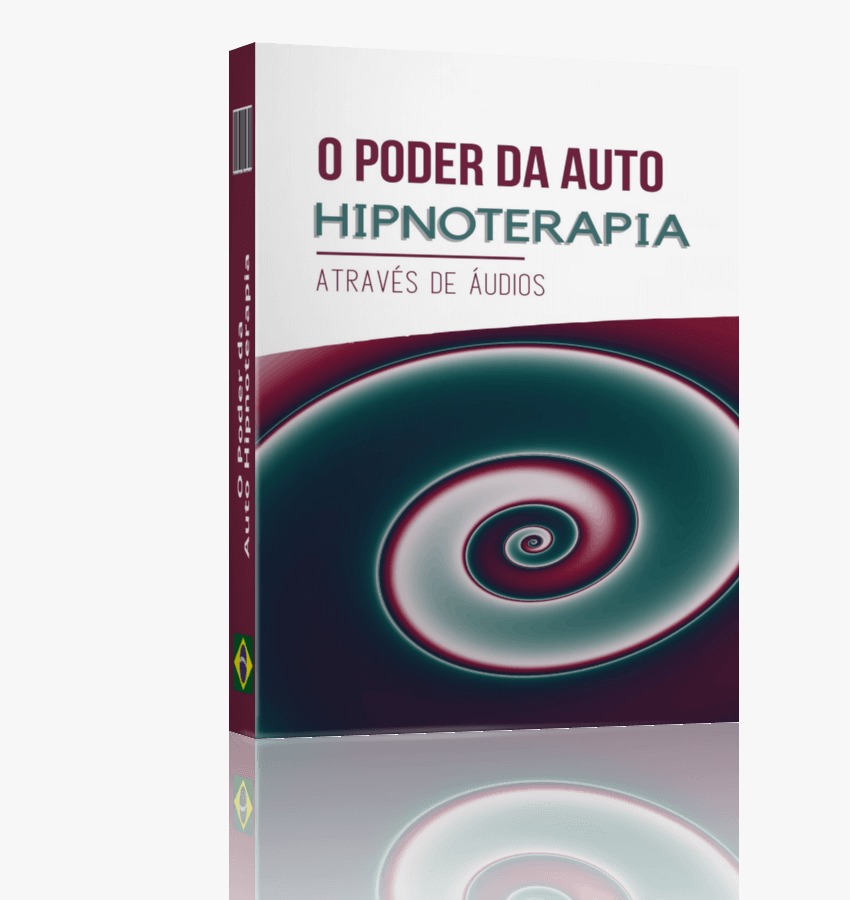 O PODER DA AUTO
HIPNOTERAPIA
ATRAVÉS DE ÁUDIOS
O Poder da
Auto Hipnoterapia